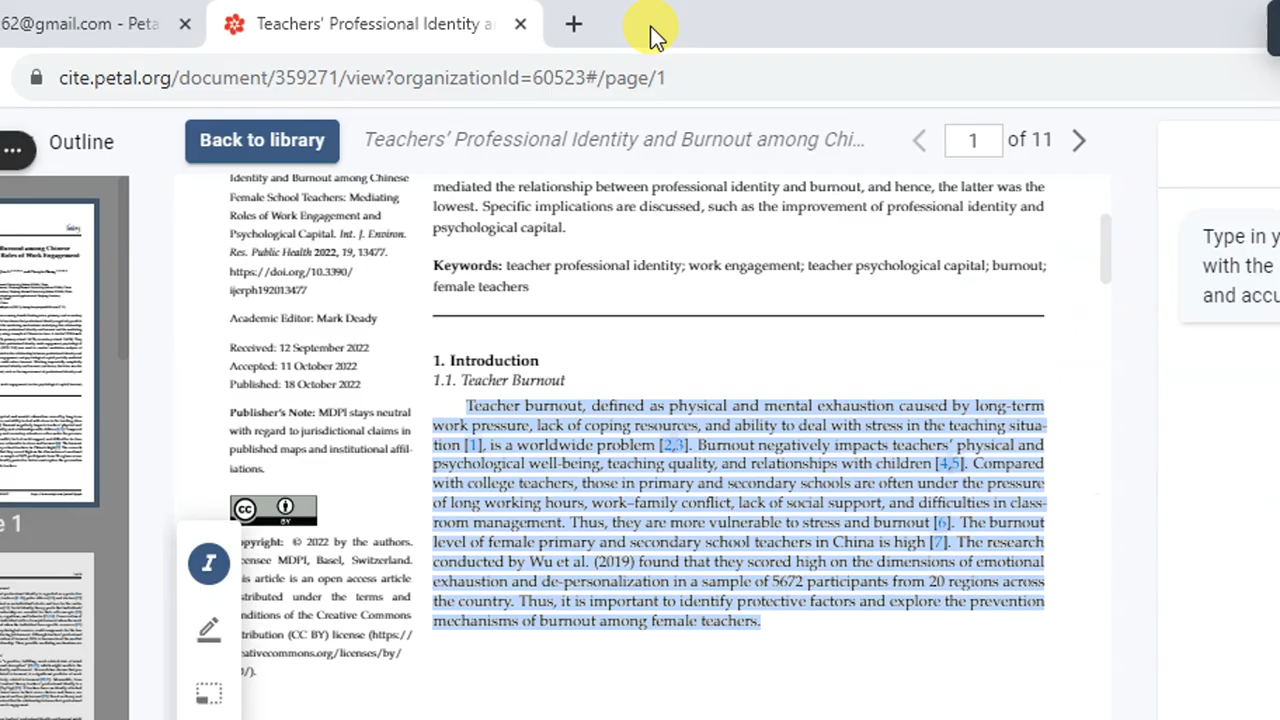 62@gmail.com - Peta
Teachers' Professional Identity a
cite.petal.org/document/359271/view?organizationId=60523#/page/1
Outline
Back to library
Teachers' Professional Identity and Burnout among Chi...
1 of 11
Identity and Burnout among Chinese
Female School Teachers: Mediating
Roles of Work Engagement and
Psychological Capital. Int. J. Environ.
Res. Public Health 2022, 19, 13477.
https://doi.org/10.3390/
ijerph192013477
Academic Editor: Mark Deady
Received: 12 September 2022
Accepted: 11 October 2022
Published: 18 October 2022
Publisher's Note: MDPI stays neutral
with regard to jurisdictional claims in
published maps and institutional affil-
iations.
cc
BY
opyright: © 2022 by the authors.
censee MDPI, Basel, Switzerland.
is article is an open access article
tributed under the terms and
nditions of the Creative Commons
tribution (CC BY) license (https://
eativecommons.org/licenses/by/
0/).
mediated the relationship between professional identity and burnout, and hence, the latter was the
lowest. Specific implications are discussed, such as the improvement of professional identity and
psychological capital.
Keywords: teacher professional identity; work engagement; teacher psychological capital; burnout;
female teachers
1. Introduction
1.1. Teacher Burnout
Teacher burnout, defined as physical and mental exhaustion caused by long-term
work pressure, lack of coping resources, and ability to deal with stress in the teaching situa-
tion [1], is a worldwide problem [2,3]. Burnout negatively impacts teachers' physical and
psychological well-being, teaching quality, and relationships with children [4,5]. Compared
with college teachers, those in primary and secondary schools are often under the pressure
of long working hours, work–family conflict, lack of social support, and difficulties in class-
room management. Thus, they are more vulnerable to stress and burnout [6]. The burnout
level of female primary and secondary school teachers in China is high [7]. The research
conducted by Wu et al. (2019) found that they scored high on the dimensions of emotional
exhaustion and de-personalization in a sample of 5672 participants from 20 regions across
the country. Thus, it is important to identify protective factors and explore the prevention
mechanisms of burnout among female teachers.
Type in y
with the
and accu
e 1